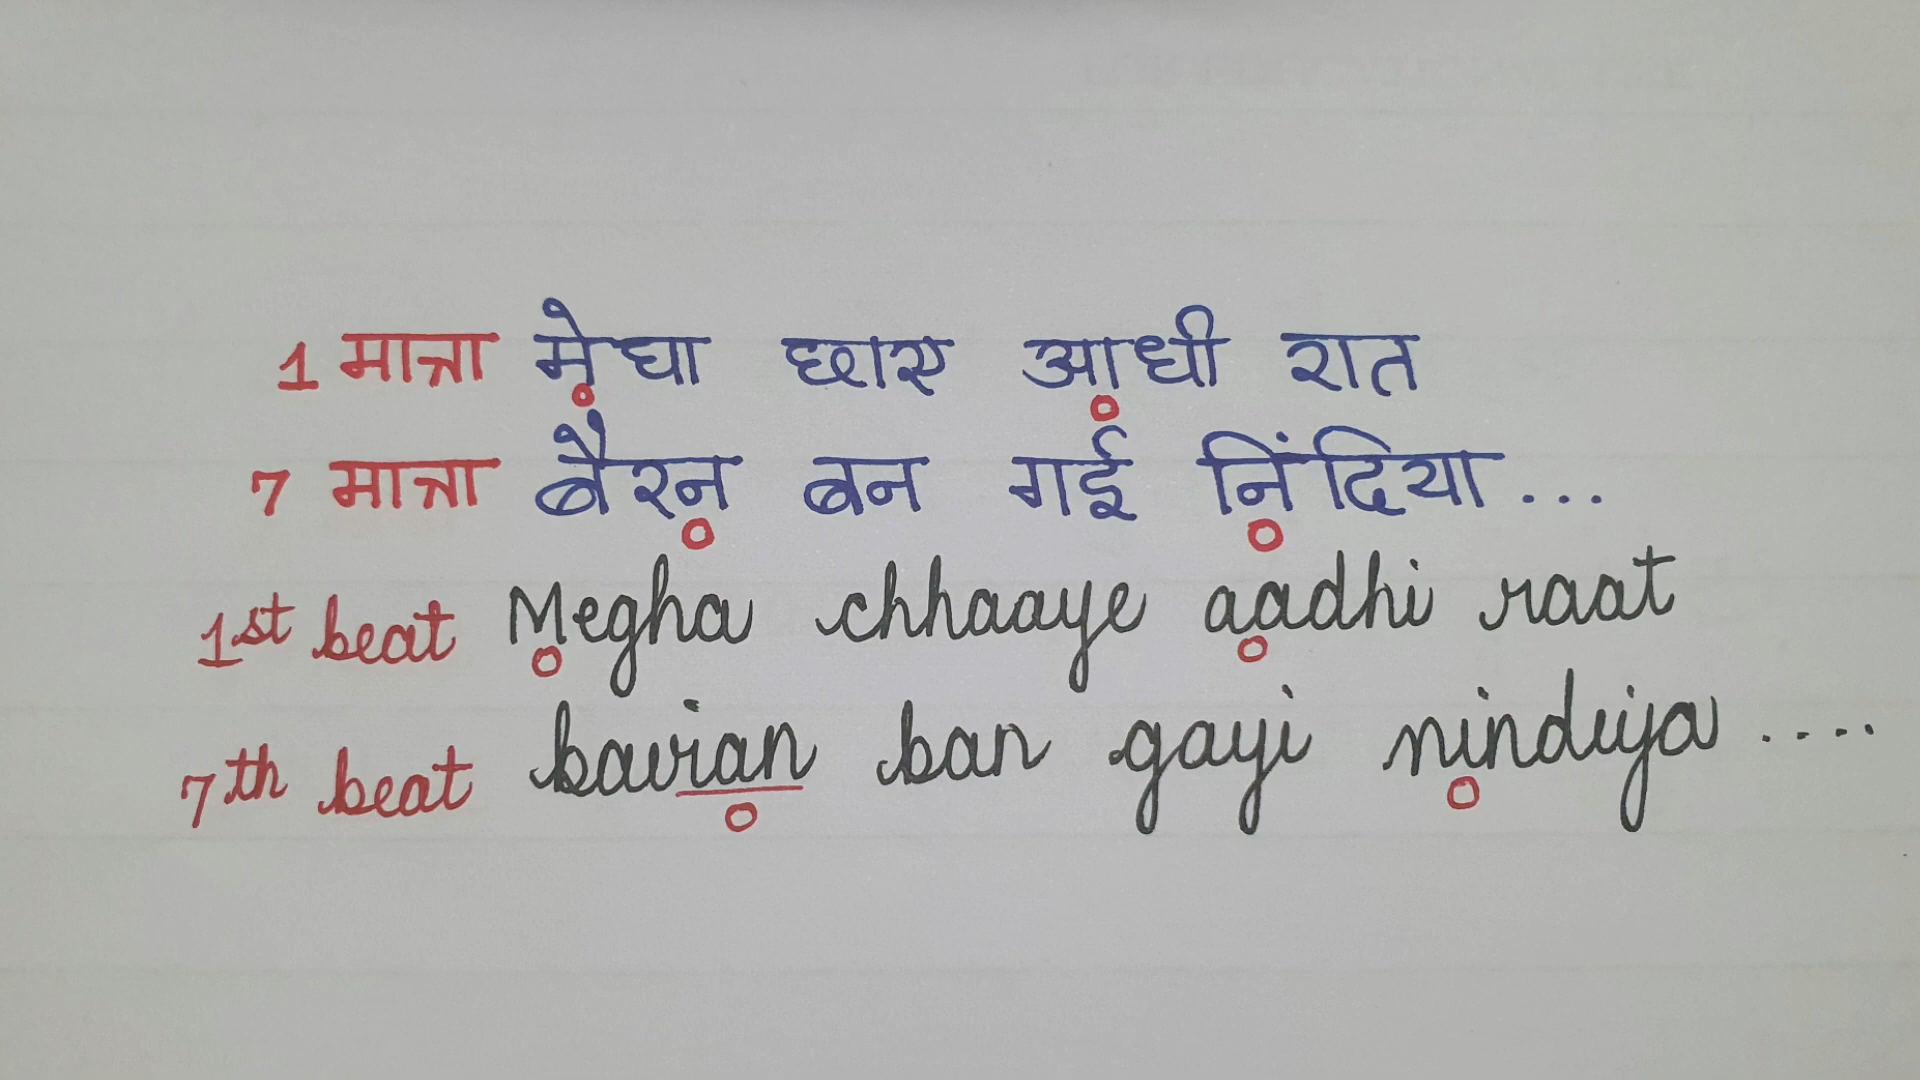 1 मात्रा मेघा छाए आधी रात
7 मात्रा बैरन बन गई निंदिया...
1st beat Megha chhaaye aadhi raat
7th beat bairan ban gayi nindiya....